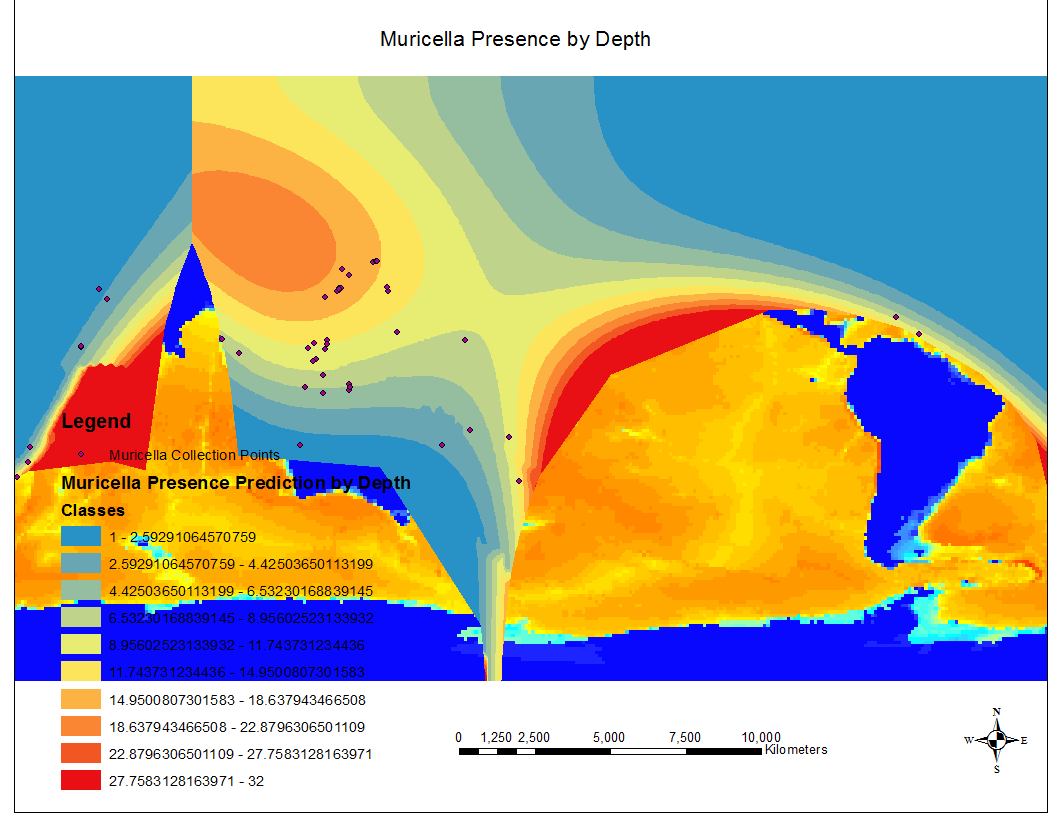 Muricella Presence by Depth
Legend
Muricella Collection Points
Muricella Presence Prediction by Depth
Classes
1 - 2.59291064570759
2.59291064570759 - 4.42503650113199
4.42503650113199 - 6.53230168839145
6.53230168839145 - 8.95602523133932
8.95602523133932 - 11.743731234436
11.743731234436 - 14.9500807301583
14.9500807301583 - 18.637943466508
18.637943466508 - 22.8796306501109
22.8796306501109 - 27.7583128163971
27.7583128163971 - 32
0 1,250 2,500 5,000 7,500 10,000
Kilometers
N
W E
S